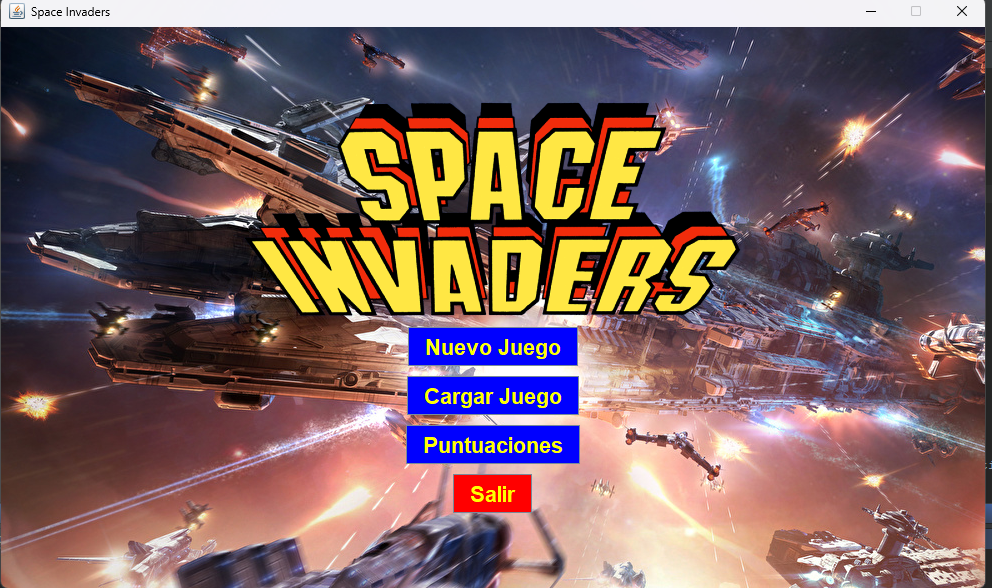 Space Invaders
SPACE
INVADERS
Nuevo Juego
Cargar Juego
Puntuaciones
Salir